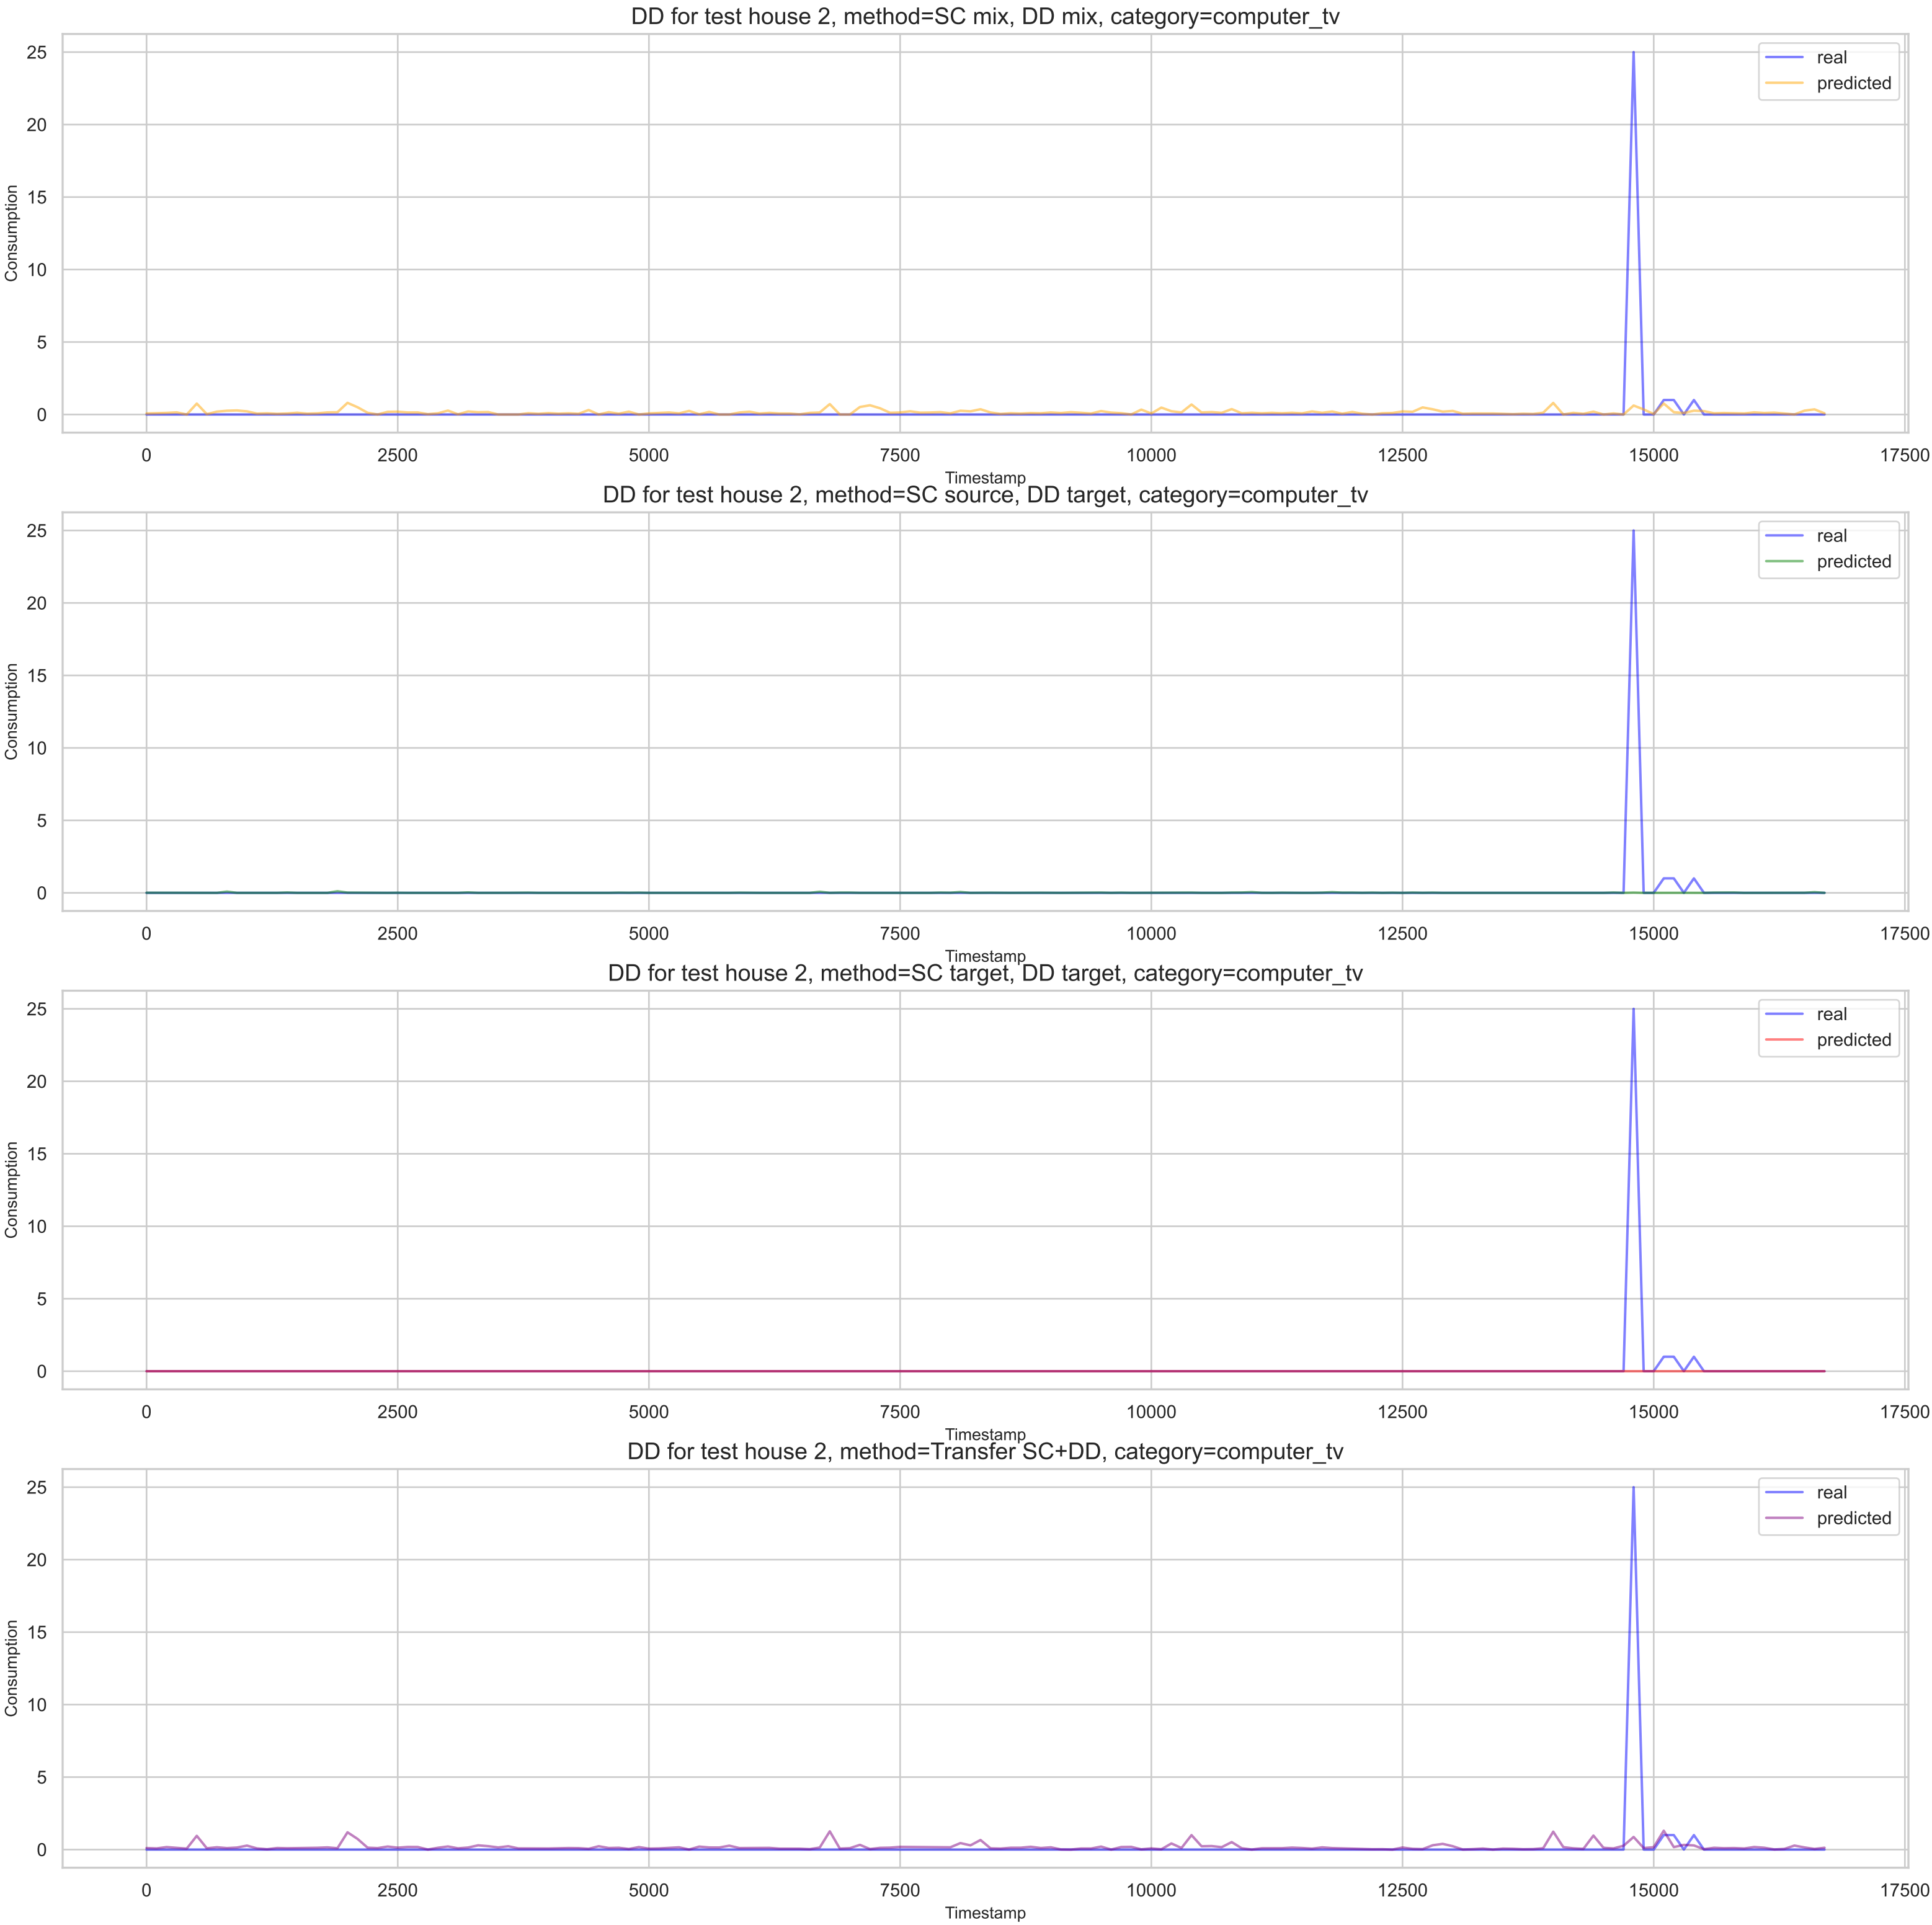 DD for test house 2, method=SC mix, DD mix, category=computer_tv
25
20
15
10
5
0
Consumption
real
predicted
0 2500 5000 7500 10000 12500 15000 17500
Timestamp
DD for test house 2, method=SC source, DD target, category=computer_tv
25
20
15
10
5
0
Consumption
real
predicted
0 2500 5000 7500 10000 12500 15000 17500
Timestamp
DD for test house 2, method=SC target, DD target, category=computer_tv
25
20
15
10
5
0
Consumption
real
predicted
0 2500 5000 7500 10000 12500 15000 17500
Timestamp
DD for test house 2, method=Transfer SC+DD, category=computer_tv
25
20
15
10
5
0
Consumption
real
predicted
0 2500 5000 7500 10000 12500 15000 17500
Timestamp